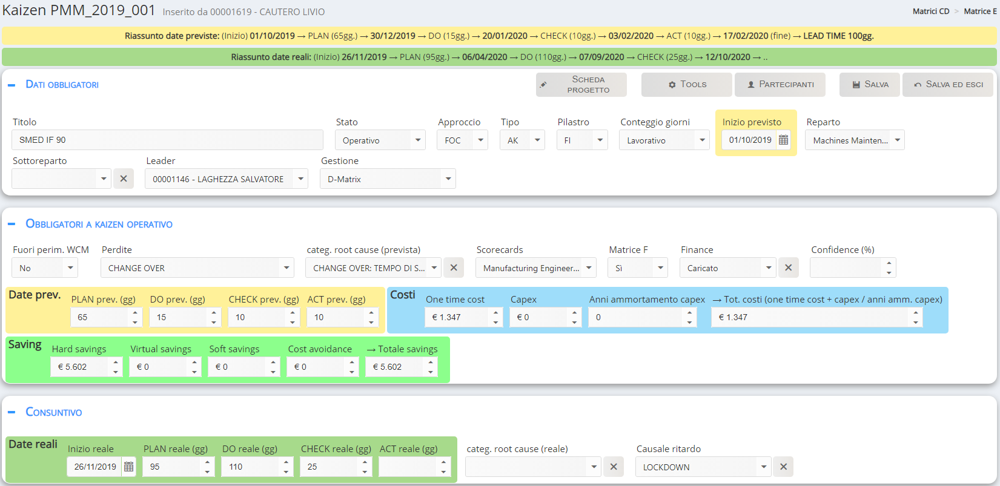 Kaizen PMM_2019_001 Inserito da 00001619 - CAUTERO LIVIO Matrici CD > Matrice E
Riassunto date previste: (Inizio) 01/10/2019 → PLAN (65gg.) → 30/12/2019 → DO (15gg.) → 20/01/2020 → CHECK (10gg.) → 03/02/2020 → ACT (10gg.) → 17/02/2020 (fine) → LEAD TIME 100gg.
Riassunto date reali: (Inizio) 26/11/2019 → PLAN (95gg.) → 06/04/2020 → DO (110gg.) → 07/09/2020 → CHECK (25gg.) → 12/10/2020 → ..
Dati obbligatori Scheda progetto Tools Partecipanti Salva Salva ed esci
Titolo Stato Approccio Tipo Pilastro Conteggio giorni Inizio previsto Reparto
SMED IF 90 Operativo FOC AK FI Lavorativo 01/10/2019 Machines Mainten...
Sottoreparto Leader Gestione
00001146 - LAGHEZZA SALVATORE D-Matrix
Obbligatori a kaizen operativo
Fuori perim. WCM Perdite categ. root cause (prevista) Scorecards Matrice F Finance Confidence (%)
No CHANGE OVER CHANGE OVER: TEMPO DI S... Manufacturing Engineer... Sì Caricato
Date prev. PLAN prev. (gg) DO prev. (gg) CHECK prev. (gg) ACT prev. (gg) Costi One time cost Capex Anni ammortamento capex → Tot. costi (one time cost + capex / anni amm. capex)
65 15 10 10 € 1.347 € 0 0 € 1.347
Saving Hard savings Virtual savings Soft savings Cost avoidance → Totale savings
€ 5.602 € 0 € 0 € 0 € 5.602
Consuntivo
Date reali Inizio reale PLAN reale (gg) DO reale (gg) CHECK reale (gg) ACT reale (gg) categ. root cause (reale) Causale ritardo
26/11/2019 95 110 25 LOCKDOWN